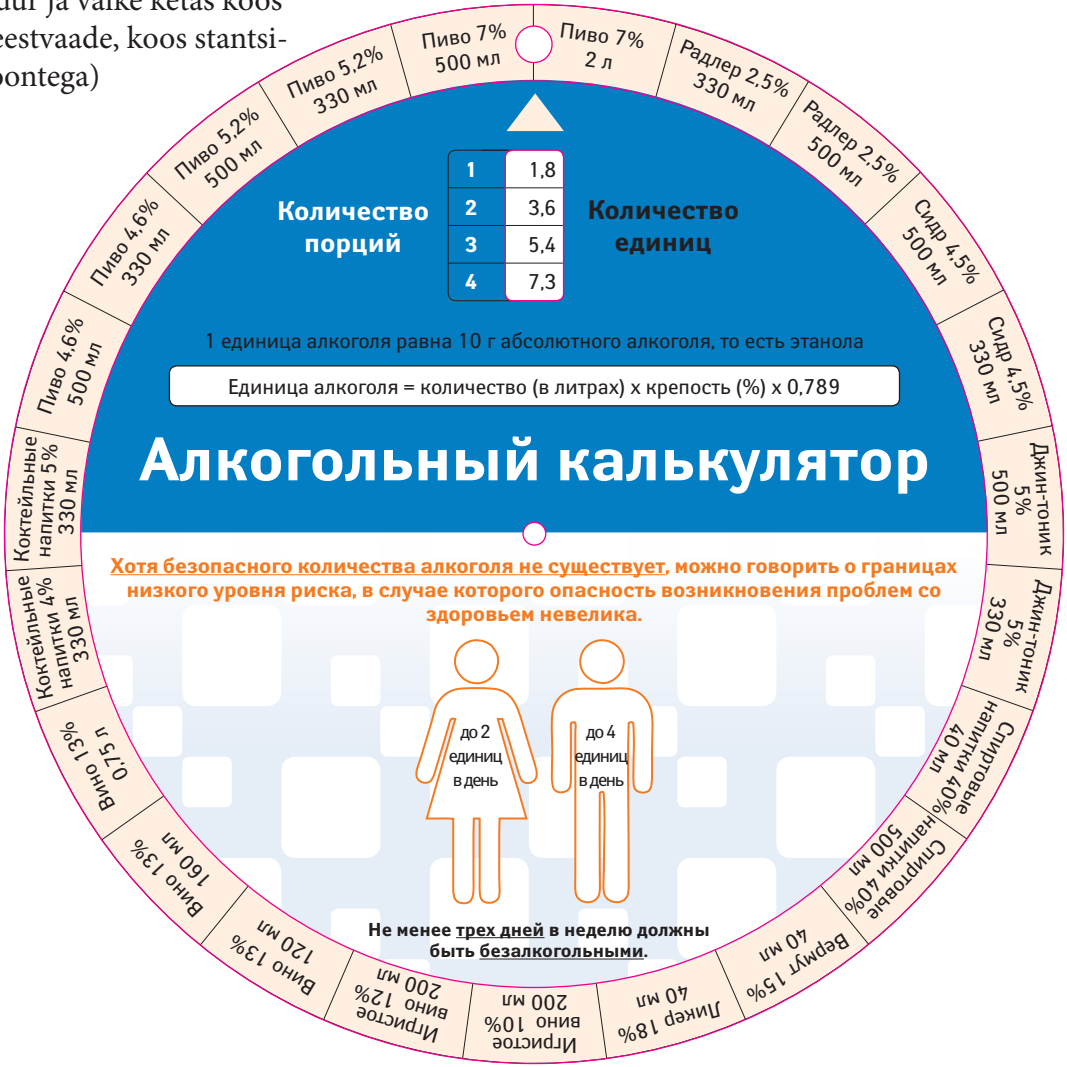 uur ja väike ketas koos
eestvaade, koos stantsi-
oontega)
Пиво 7%
500 мл
Пиво 7%
2 л
Радлер 2,5%
330 мл
Радлер 2,5%
500 мл
Сидр 4,5%
500 мл
Сидр 4,5%
330 мл
Джин-тоник
5%
500 мл
Джин-тоник
5%
330 мл
Спиртовые
напитки 40%
40 мл
Спиртовые
напитки 40%
500 мл
Вермут 15%
40 мл
Ликер 18%
40 мл
Игристое
вино 10%
200 мл
Игристое
вино 12%
200 мл
Вино 13%
120 мл
Вино 13%
160 мл
Вино 13%
0,75 л
Коктейльные
напитки 4%
330 мл
Коктейльные
напитки 5%
330 мл
Пиво 4,6%
500 мл
Пиво 4,6%
330 мл
Пиво 5,2%
500 мл
Пиво 5,2%
330 мл
Количество
порций
1 1,8
2 3,6
3 5,4
4 7,3
Количество
единиц
1 единица алкоголя равна 10 г абсолютного алкоголя, то есть этанола
Единица алкоголя = количество (в литрах) x крепость (%) x 0,789
Алкогольный калькулятор
Хотя безопасного количества алкоголя не существует, можно говорить о границах
низкого уровня риска, в случае которого опасность возникновения проблем со
здоровьем невелика.
до 2
единиц
в день
до 4
единиц
в день
Не менее трех дней в неделю должны
быть безалкогольными.